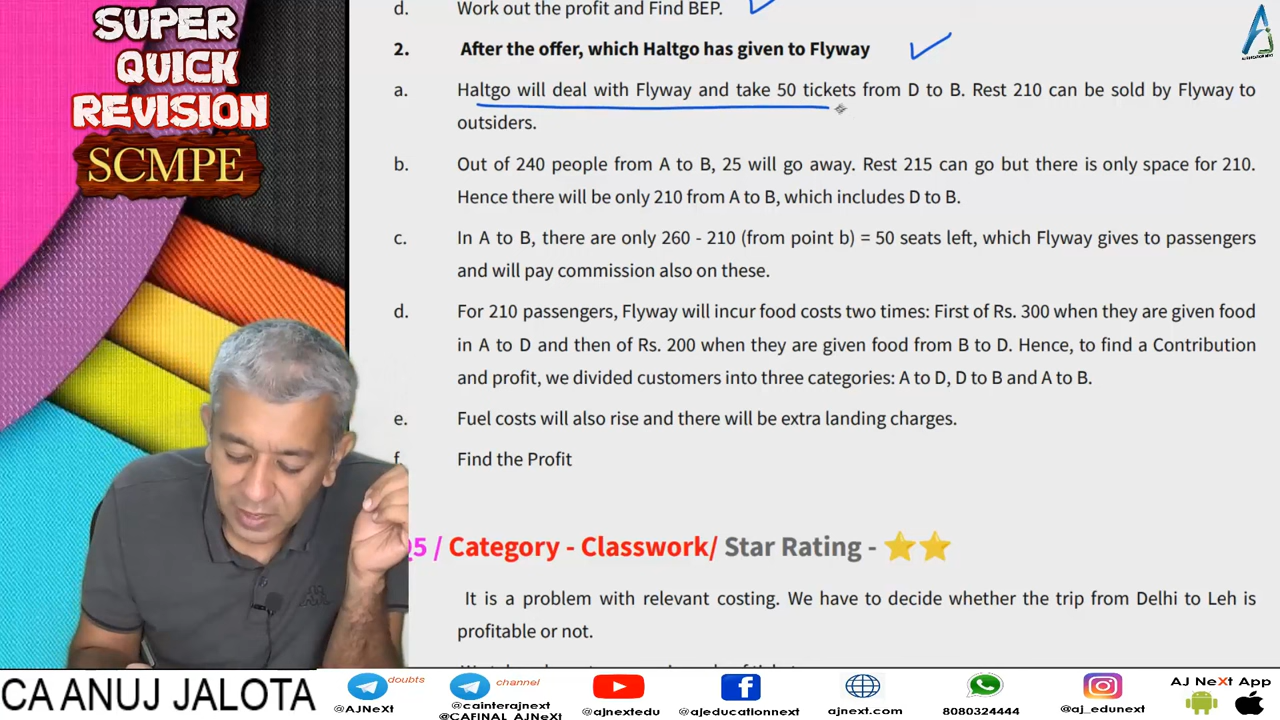 SUPER
QUICK
REVISION
SCMPE
d. Work out the profit and Find BEP.
2. After the offer, which Haltgo has given to Flyway
a. Haltgo will deal with Flyway and take 50 tickets from D to B. Rest 210 can be sold by Flyway to
outsiders.
b. Out of 240 people from A to B, 25 will go away. Rest 215 can go but there is only space for 210.
Hence there will be only 210 from A to B, which includes D to B.
c. In A to B, there are only 260 - 210 (from point b) = 50 seats left, which Flyway gives to passengers
and will pay commission also on these.
d. For 210 passengers, Flyway will incur food costs two times: First of Rs. 300 when they are given food
in A to D and then of Rs. 200 when they are given food from B to D. Hence, to find a Contribution
and profit, we divided customers into three categories: A to D, D to B and A to B.
e. Fuel costs will also rise and there will be extra landing charges.
f. Find the Profit
Q5 / Category - Classwork/ Star Rating -
It is a problem with relevant costing. We have to decide whether the trip from Delhi to Leh is
profitable or not.
CA ANUJ JALOTA
doubts
@AJNeXt
channel
@cainterajnext
@CAFINAL_AJNeXt
@ajnextedu
@ajeducationnext
ajnext.com
8080324444
@aj_edunext
AJ NeXt App